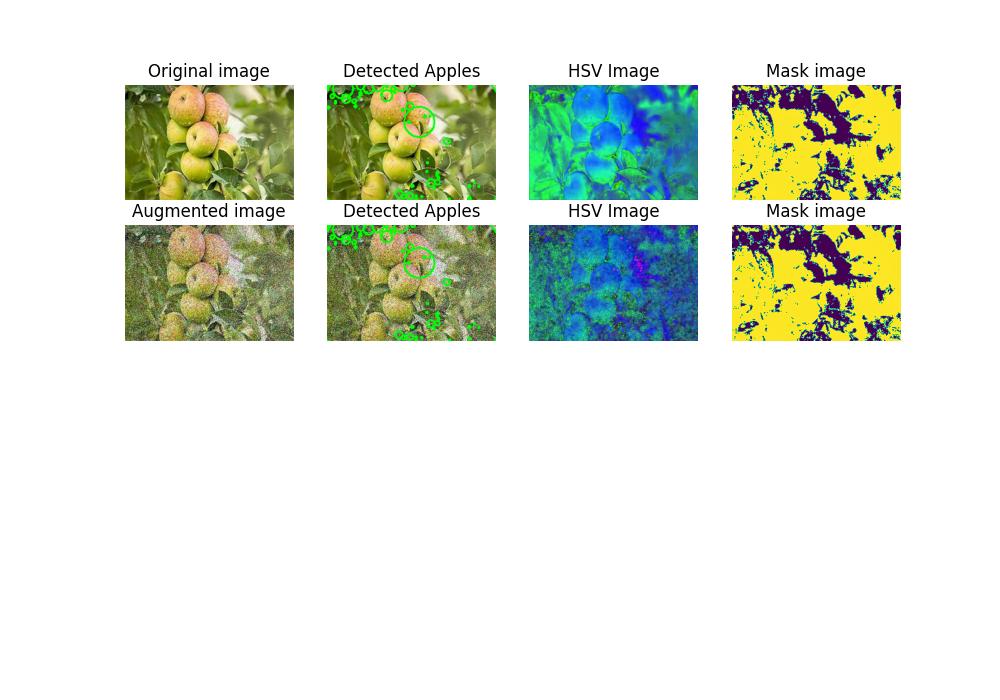 Original image
Detected Apples
HSV Image
Mask image
Augmented image
Detected Apples
HSV Image
Mask image